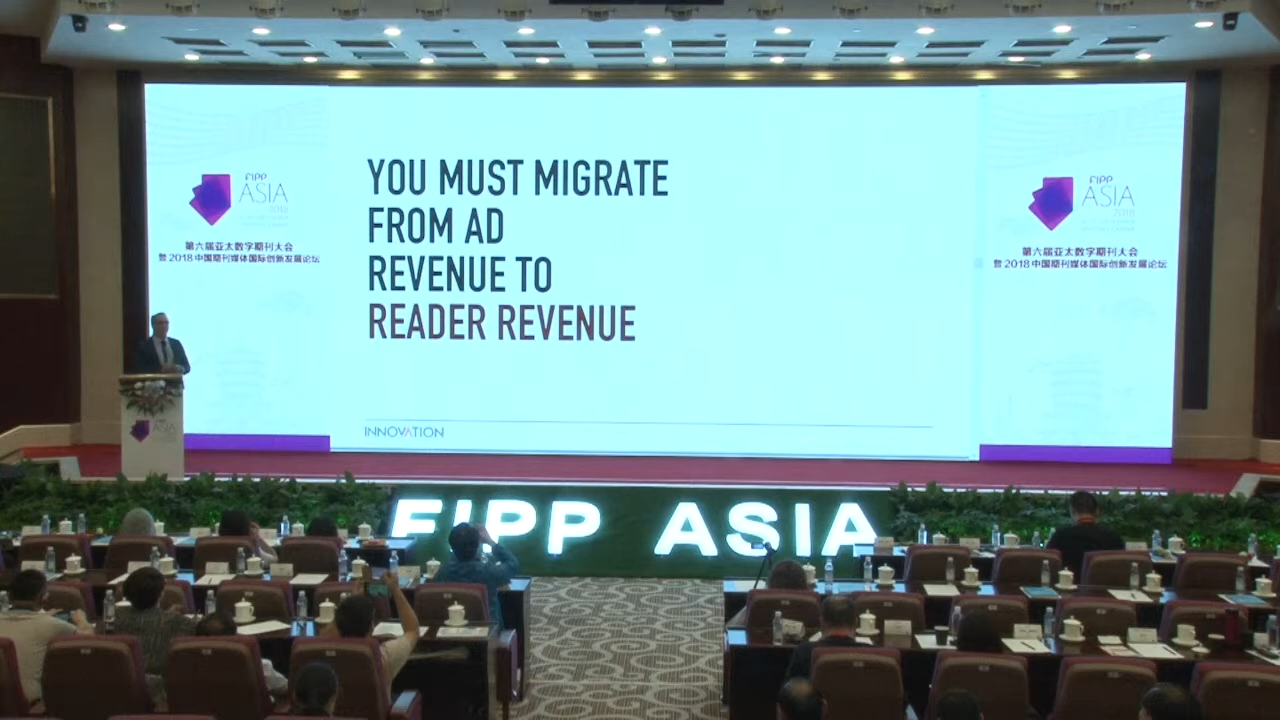 YOU MUST MIGRATE
FROM AD
REVENUE TO
READER REVENUE
INNOVATION
FIPP
ASIA
2018
第六届亚太数字期刊大会
暨2018中国期刊媒体国际创新发展论坛
FIPP
ASIA
2018
第六届亚太数字期刊大会
暨2018中国期刊媒体国际创新发展论坛
FIPP
ASIA
FIPP ASIA